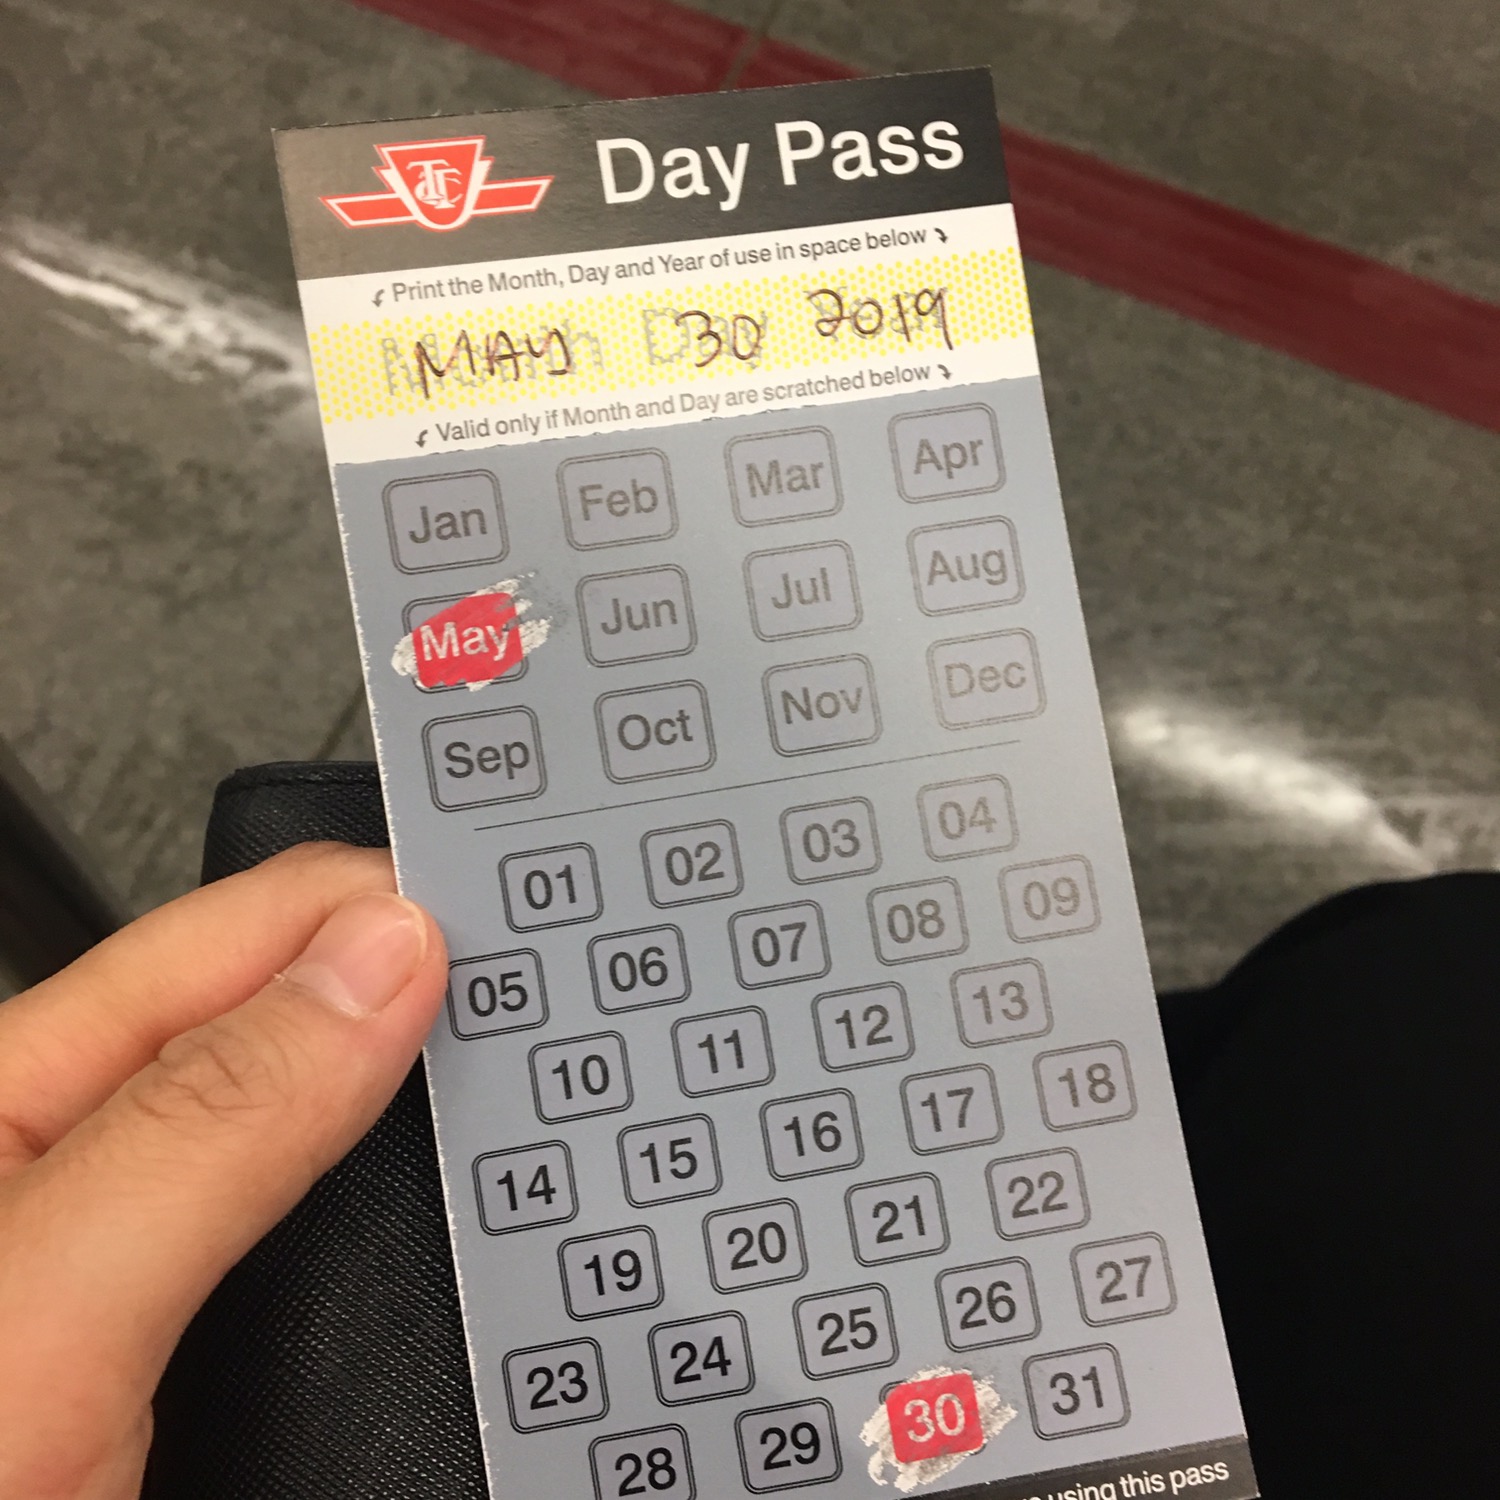 TTC Day Pass
Print the Month, Day and Year of use in space below
MAY 30 2019
Valid only if Month and Day are scratched below
Jan Feb Mar Apr
May Jun Jul Aug
Sep Oct Nov Dec
01 02 03 04
05 06 07 08 09
10 11 12 13
14 15 16 17 18
19 20 21 22
23 24 25 26 27
28 29 30 31
using this pass